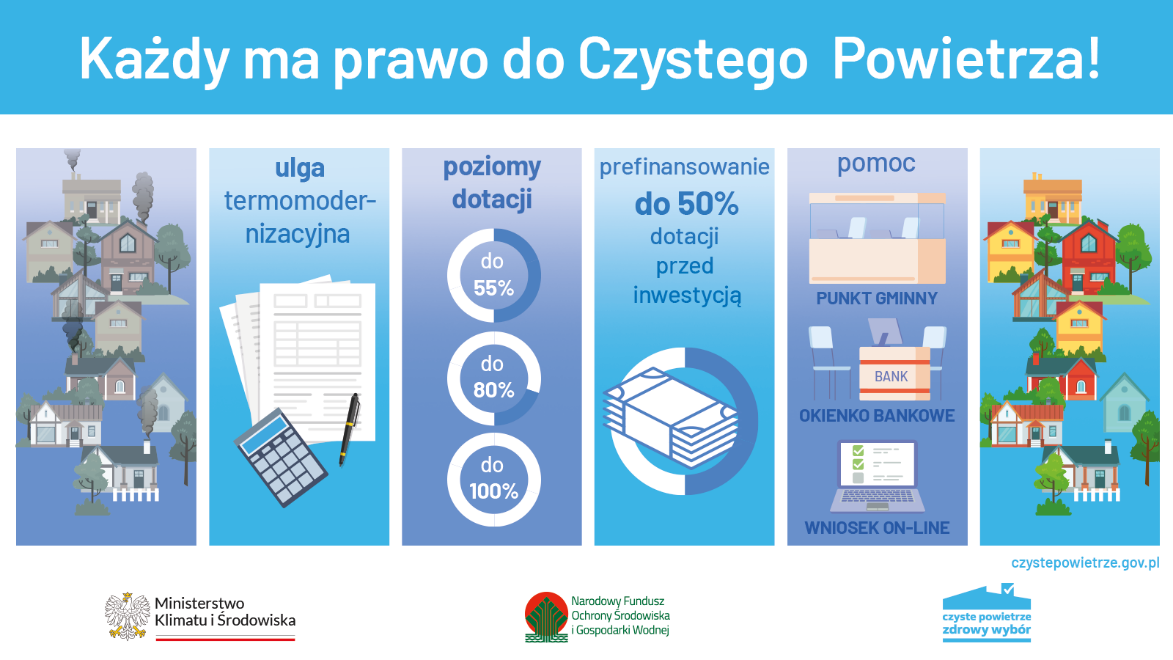 Każdy ma prawo do Czystego Powietrza!
ulga
termomoder-
nizacyjna
poziomy
dotacji
do
55%
do
80%
do
100%
prefinansowanie
do 50%
dotacji
przed
inwestycją
pomoc
PUNKT GMINNY
BANK
OKIENKO BANKOWE
WNIOSEK ON-LINE
czystepowietrze.gov.pl
Ministerstwo
Klimatu i Środowiska
Narodowy Fundusz
Ochrony Środowiska
i Gospodarki Wodnej
czyste powietrze
zdrowy wybór